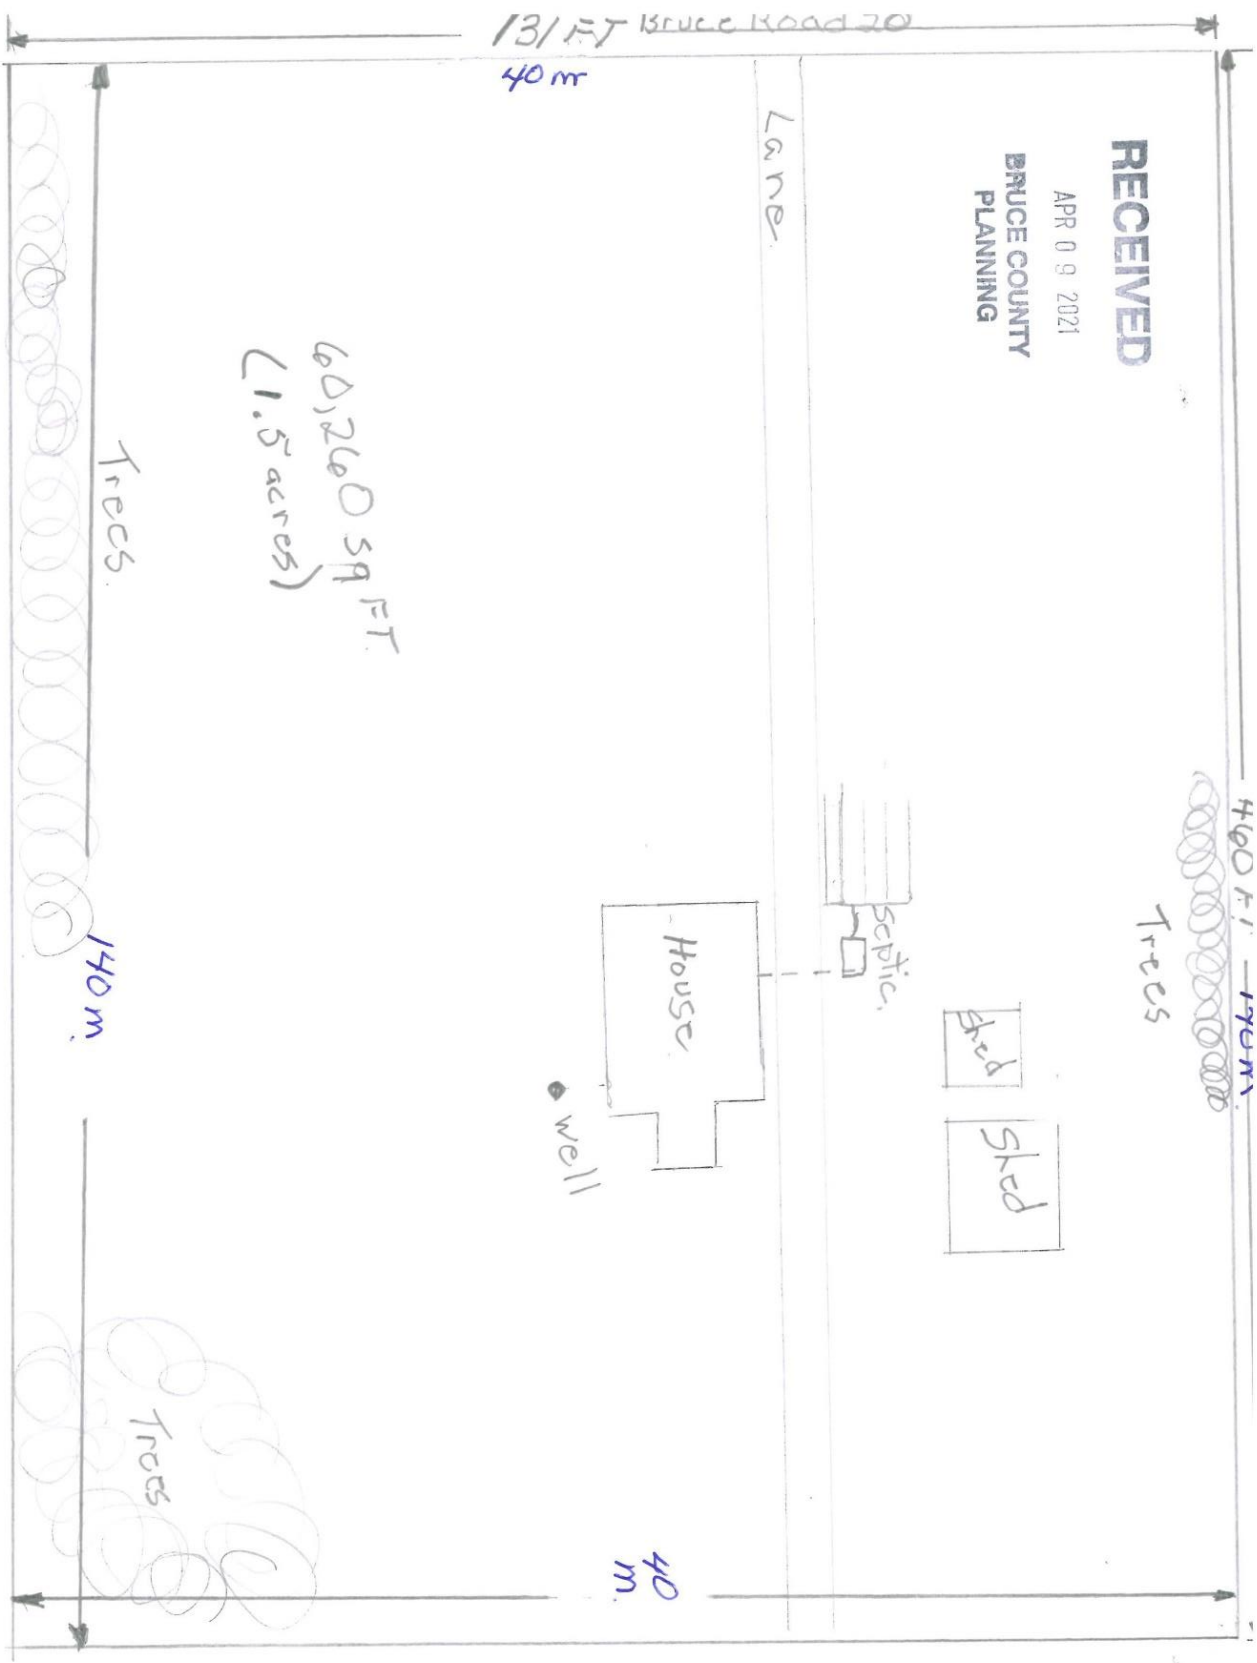 131 FT Bruce Road 20
40 m
Lane
RECEIVED
APR 09 2021
BRUCE COUNTY
PLANNING
60,260 sq FT.
(1.5 acres)
Trees.
140 m.
460 FT 140 m.
Trees
septic.
House
Shed
Shed
well
Trees
40
m.